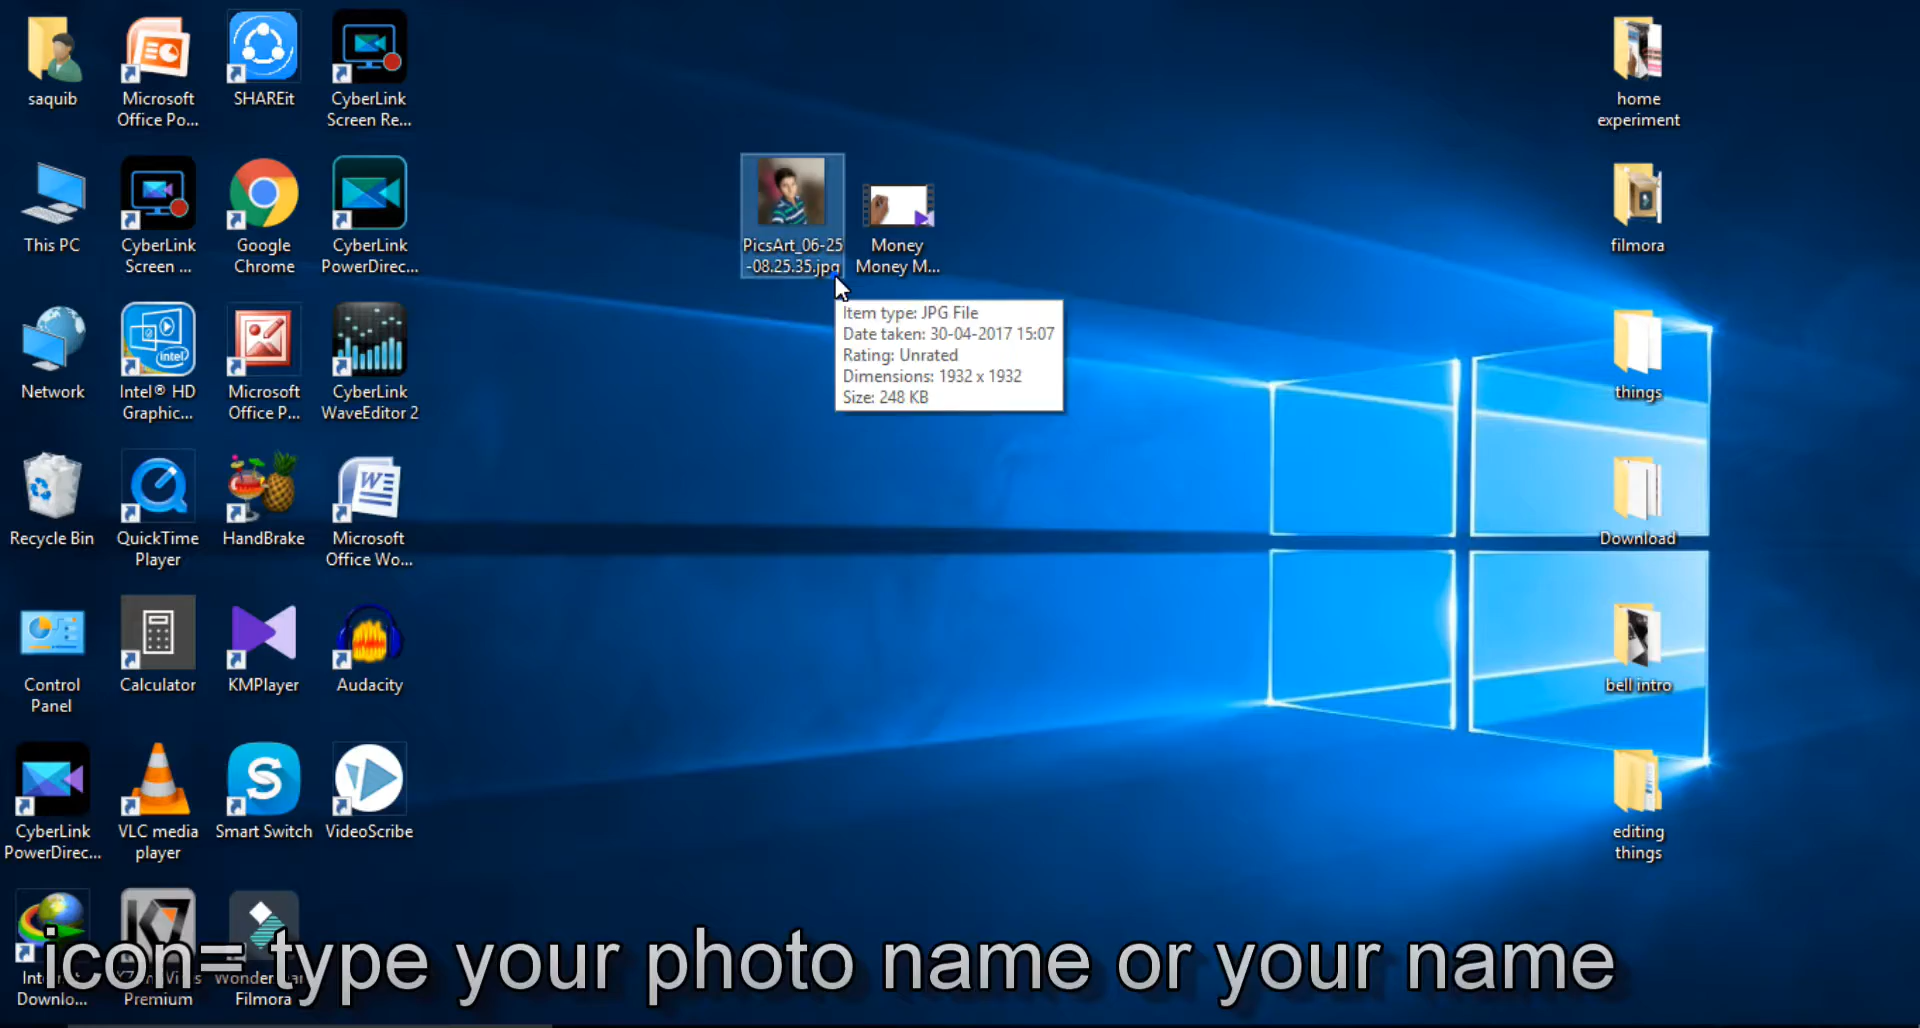 saquib
Microsoft
Office Po...
SHAREit
CyberLink
Screen Re...
home
experiment
This PC
CyberLink
Screen ...
Google
Chrome
CyberLink
PowerDirec...
PicsArt_06-25
-08.25.35.jpg
Money
Money M...
filmora
Item type: JPG File
Date taken: 30-04-2017 15:07
Rating: Unrated
Dimensions: 1932 x 1932
Size: 248 KB
Network
Intel® HD
Graphic...
intel
Microsoft
Office P...
CyberLink
WaveEditor 2
things
Recycle Bin
QuickTime
Player
HandBrake
Microsoft
Office Wo...
Download
Control
Panel
Calculator
KMPlayer
Audacity
bell intro
CyberLink
PowerDirec...
VLC media
player
Smart Switch
VideoScribe
editing
things
icon= type your photo name or your name
Downlo...
Premium
Filmora